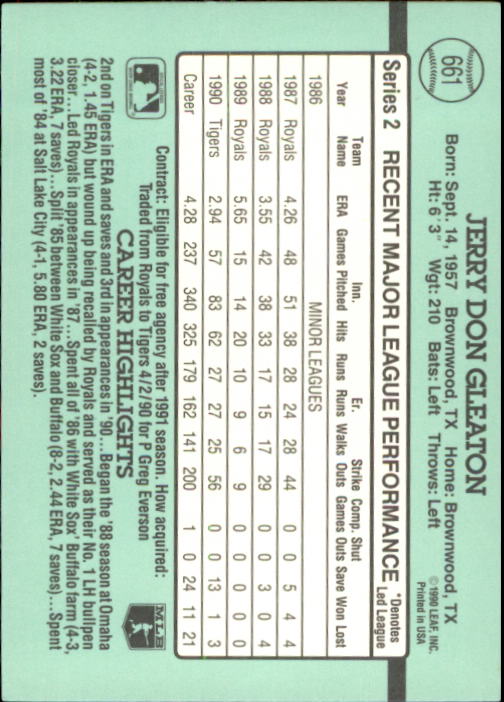 661
JERRY DON GLEATON
Born: Sept. 14, 1957 Brownwood, TX Home: Brownwood, TX
Ht: 6' 3" Wgt: 210 Bats: Left Throws: Left
©1990 LEAF, INC.
Printed in USA
Series 2 RECENT MAJOR LEAGUE PERFORMANCE *Denotes Led League
Team Inn. Er. Strike Comp. Shut
Year Name ERA Games Pitched Hits Runs Runs Walks Outs Games Outs Save Won Lost
1986 MINOR LEAGUES
1987 Royals 4.26 48 51 38 28 24 28 44 0 0 5 4 4
1988 Royals 3.55 42 38 33 17 15 17 29 0 0 3 0 4
1989 Royals 5.65 15 14 20 10 9 6 9 0 0 0 0 0
1990 Tigers 2.94 57 83 62 27 27 25 56 0 0 13 1 3
Career 4.28 237 340 325 179 162 141 200 1 0 24 11 21
Contract: Eligible for free agency after 1991 season. How acquired:
Traded from Royals to Tigers 4/2/90 for P Greg Everson
CAREER HIGHLIGHTS
MLB
2nd on Tigers in ERA and saves and 3rd in appearances in '90...Began the '88 season at Omaha
(4-2, 1.45 ERA) but wound up being recalled by Royals and served as their No. 1 LH bullpen
closer...Led Royals in appearances in '87...Spent all of '86 with White Sox' Buffalo farm (4-3,
3.22 ERA, 7 saves)...Split '85 between White Sox and Buffalo (8-2, 2.44 ERA, 7 saves)...Spent
most of '84 at Salt Lake City (4-1, 5.80 ERA, 2 saves).